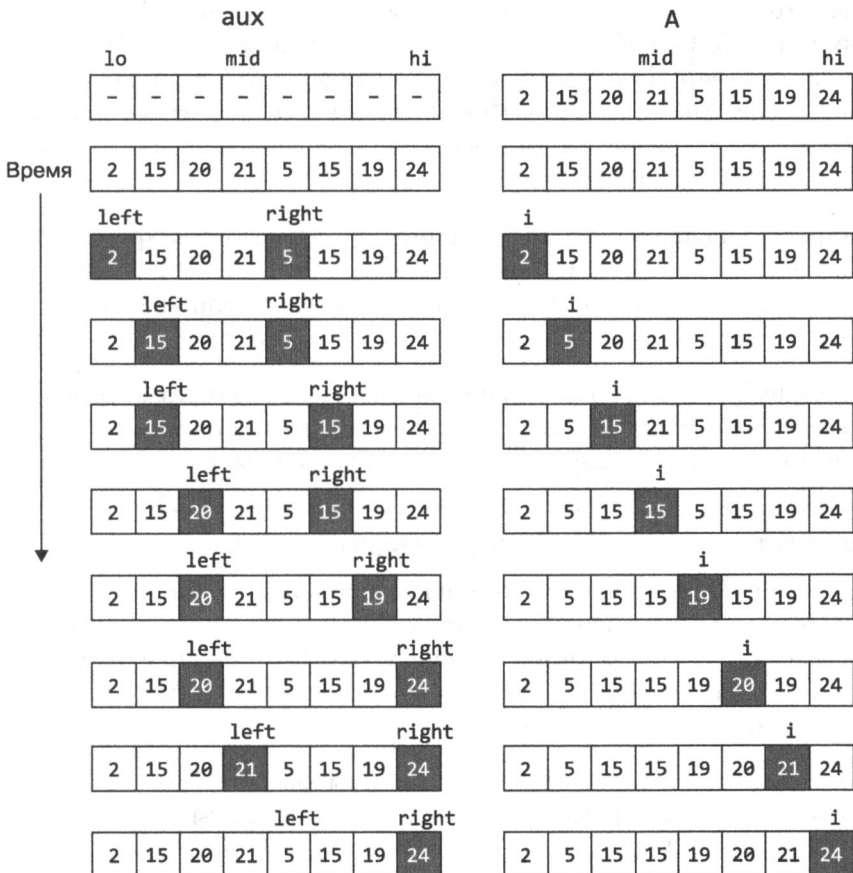 aux A
lo mid hi mid hi
- - - - - - - - 2 15 20 21 5 15 19 24
Время 2 15 20 21 5 15 19 24 2 15 20 21 5 15 19 24
left right i
2 15 20 21 5 15 19 24 2 15 20 21 5 15 19 24
left right i
2 15 20 21 5 15 19 24 2 5 20 21 5 15 19 24
left right i
2 15 20 21 5 15 19 24 2 5 15 21 5 15 19 24
left right i
2 15 20 21 5 15 19 24 2 5 15 15 5 15 19 24
left right i
2 15 20 21 5 15 19 24 2 5 15 15 19 15 19 24
left right i
2 15 20 21 5 15 19 24 2 5 15 15 19 20 19 24
left right i
2 15 20 21 5 15 19 24 2 5 15 15 19 20 21 24
left right i
2 15 20 21 5 15 19 24 2 5 15 15 19 20 21 24